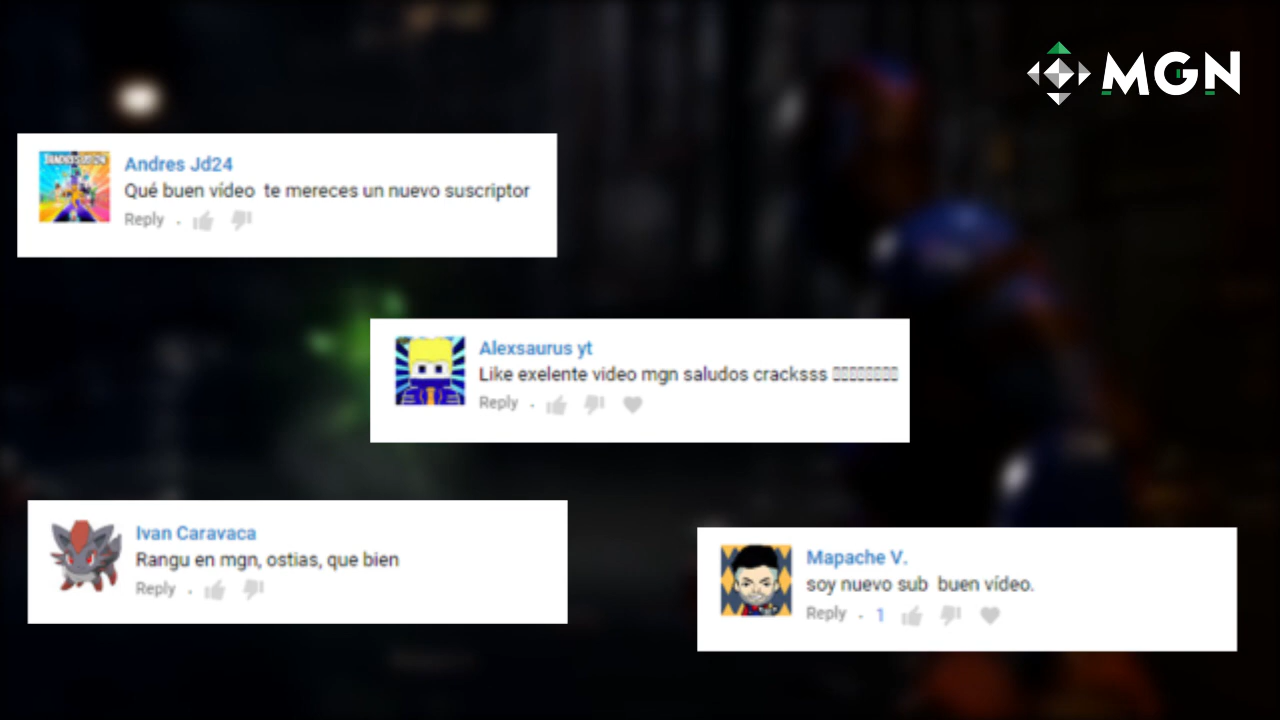 MGN
Andres Jd24
Qué buen vídeo  te mereces un nuevo suscriptor
Reply
Alexsaurus yt
Like exelente video mgn saludos cracksss
Reply
Ivan Caravaca
Rangu en mgn, ostias, que bien
Reply
Mapache V.
soy nuevo sub  buen vídeo.
Reply 1